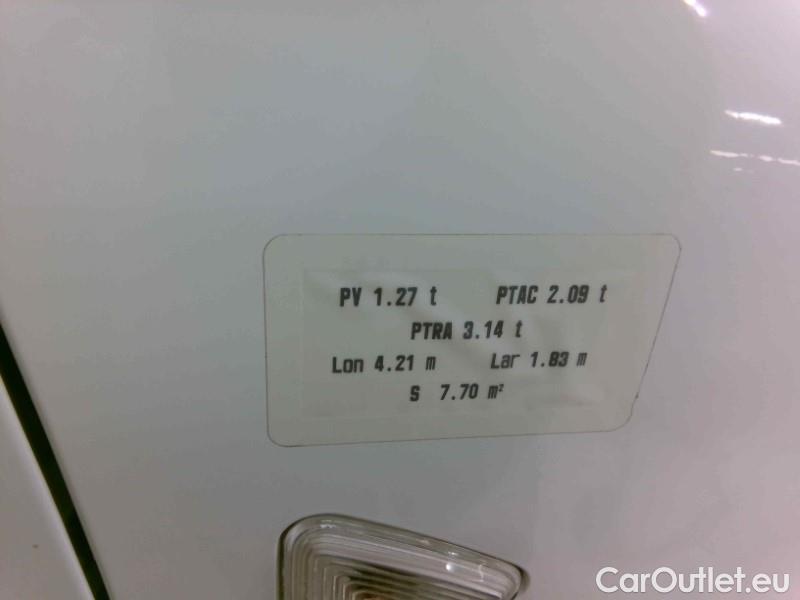 PV 1.27 t PTAC 2.09 t
PTRA 3.14 t
Lon 4.21 m Lar 1.83 m
S 7.70 m²
CarOutlet.eu